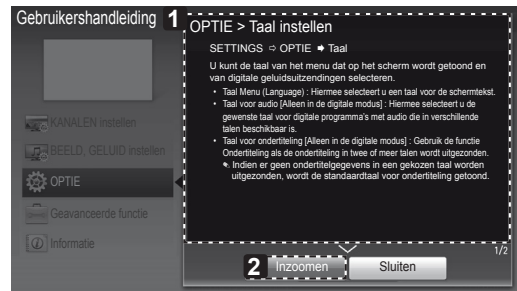 Gebruikershandleiding
1
OPTIE > Taal instellen
SETTINGS ⇨ OPTIE ➡ Taal
U kunt de taal van het menu dat op het scherm wordt getoond en
van digitale geluidsuitzendingen selecteren.
• Taal Menu (Language) : Hiermee selecteert u een taal voor de schermtekst.
• Taal voor audio [Alleen in de digitale modus] : Hiermee selecteert u de
gewenste taal voor digitale programma's met audio die in verschillende
talen beschikbaar is.
• Taal voor ondertiteling [Alleen in de digitale modus] : Gebruik de functie
Ondertiteling als de ondertiteling in twee of meer talen wordt uitgezonden.
Indien er geen ondertitelgegevens in een gekozen taal worden
uitgezonden, wordt de standaardtaal voor ondertiteling getoond.
KANALEN instellen
BEELD, GELUID instellen
OPTIE
Geavanceerde functie
Informatie
1/2
2
Inzoomen
Sluiten